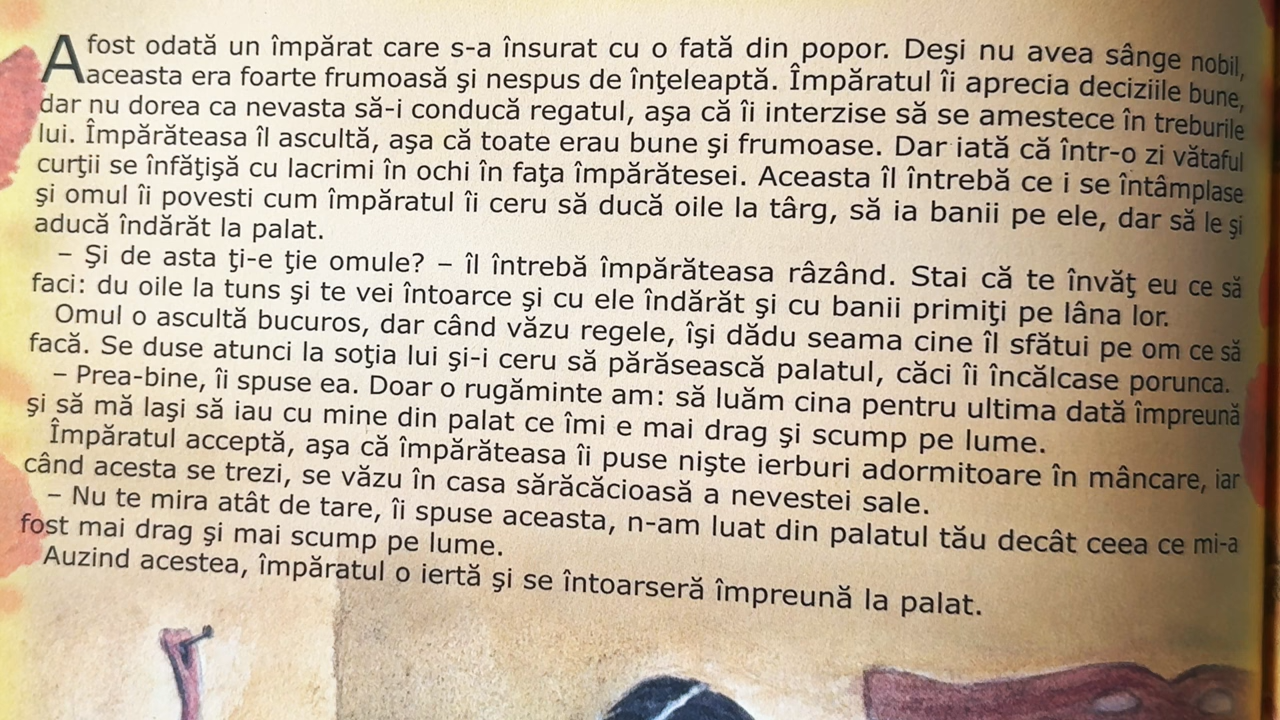 A fost odată un împărat care s-a însurat cu o fată din popor. Deşi nu avea sânge nobil,
aceasta era foarte frumoasă şi nespus de înţeleaptă. Împăratul îi aprecia deciziile bune,
dar nu dorea ca nevasta să-i conducă regatul, aşa că îi interzise să se amestece în treburile
lui. Împărăteasa îl ascultă, aşa că toate erau bune şi frumoase. Dar iată că într-o zi vătaful
curţii se înfăţişă cu lacrimi în ochi în faţa împărătesei. Aceasta îl întrebă ce i se întâmplase
şi omul îi povesti cum împăratul îi ceru să ducă oile la târg, să ia banii pe ele, dar să le şi
aducă îndărăt la palat.
– Şi de asta ţi-e ţie omule? – îl întrebă împărăteasa râzând. Stai că te învăţ eu ce să
faci: du oile la tuns şi te vei întoarce şi cu ele îndărăt şi cu banii primiţi pe lâna lor.
Omul o ascultă bucuros, dar când văzu regele, îşi dădu seama cine îl sfătui pe om ce să
facă. Se duse atunci la soţia lui şi-i ceru să părăsească palatul, căci îi încălcase porunca.
– Prea-bine, îi spuse ea. Doar o rugăminte am: să luăm cina pentru ultima dată împreună
şi să mă laşi să iau cu mine din palat ce îmi e mai drag şi scump pe lume.
Împăratul acceptă, aşa că împărăteasa îi puse nişte ierburi adormitoare în mâncare, iar
când acesta se trezi, se văzu în casa sărăcăcioasă a nevestei sale.
– Nu te mira atât de tare, îi spuse aceasta, n-am luat din palatul tău decât ceea ce mi-a
fost mai drag şi mai scump pe lume.
Auzind acestea, împăratul o iertă şi se întoarseră împreună la palat.